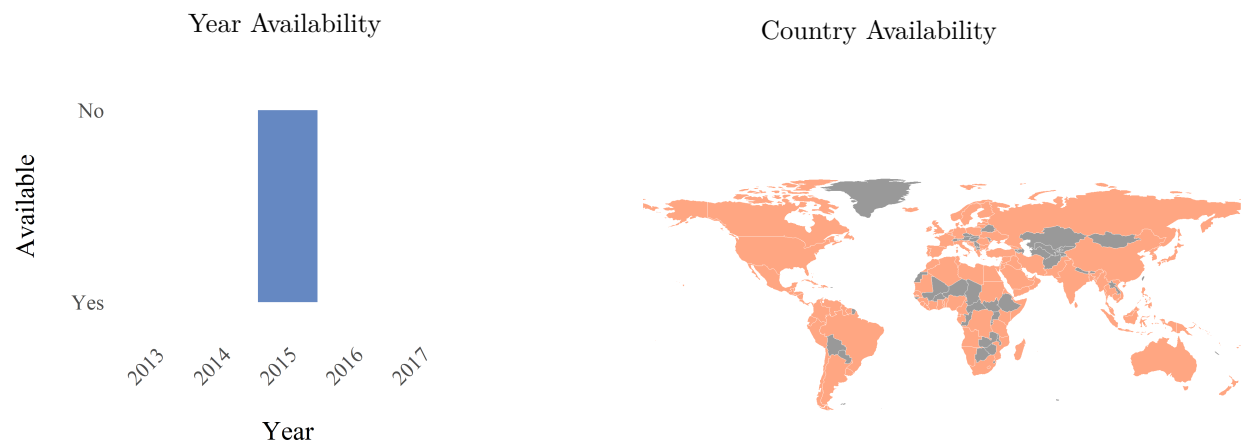 Year Availability
Available
No
Yes
2013
2014
2015
2016
2017
Year
Country Availability